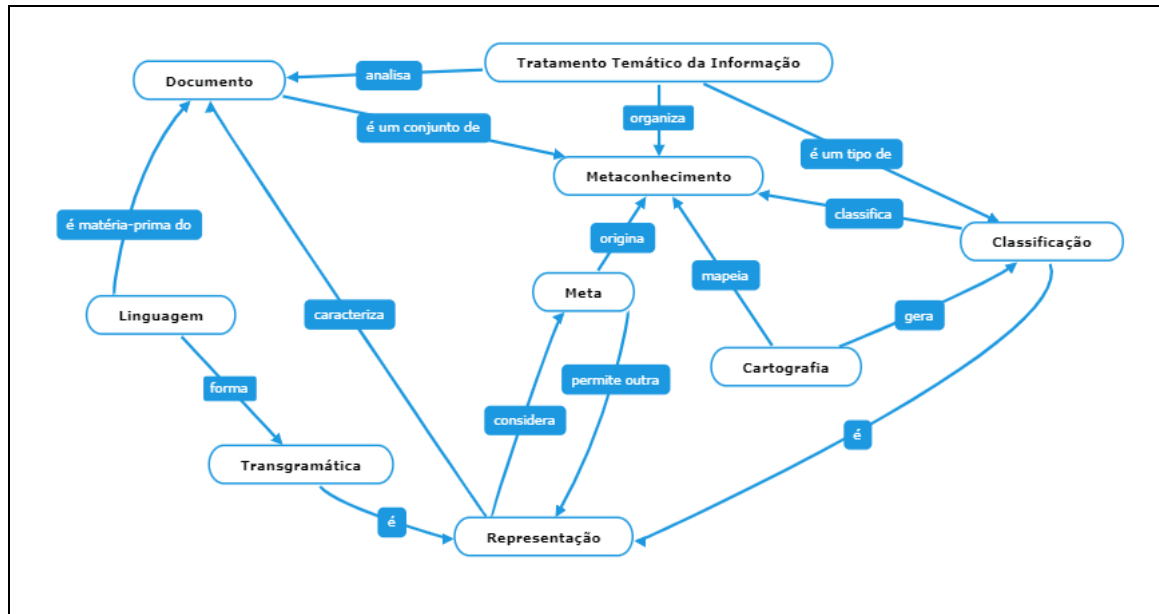 Tratamento Temático da Informação
analisa
Documento
organiza
é um conjunto de
é um tipo de
Metaconhecimento
classifica
é matéria-prima do
origina
Classificação
mapeia
Meta
Linguagem
caracteriza
gera
Cartografia
forma
permite outra
considera
é
Transgramática
é
Representação